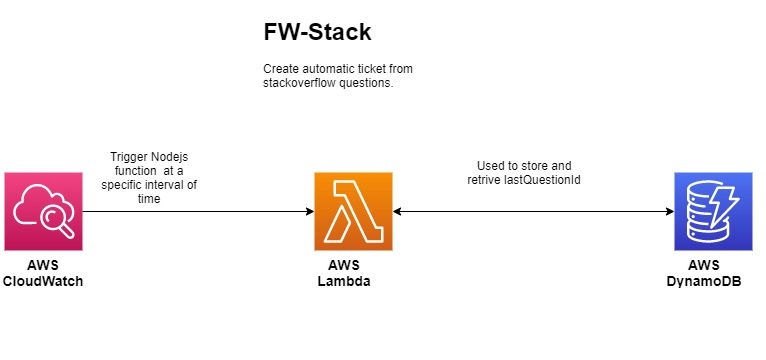 FW-Stack
Create automatic ticket from
stackoverflow questions.
Trigger Nodejs
function at a
specific interval of
time
Used to store and
retrive lastQuestionId
AWS
CloudWatch
AWS
Lambda
AWS
DynamoDB